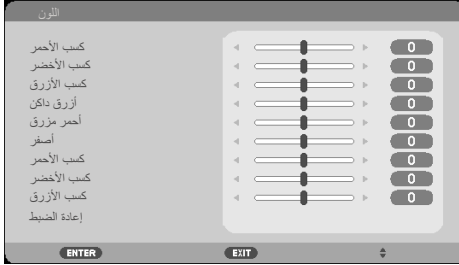 اللون
كسب الأحمر 0
كسب الأخضر 0
كسب الأزرق 0
أزرق داكن 0
أحمر مزرق 0
أصفر 0
كسب الأحمر 0
كسب الأخضر 0
كسب الأزرق 0
إعادة الضبط
ENTER EXIT